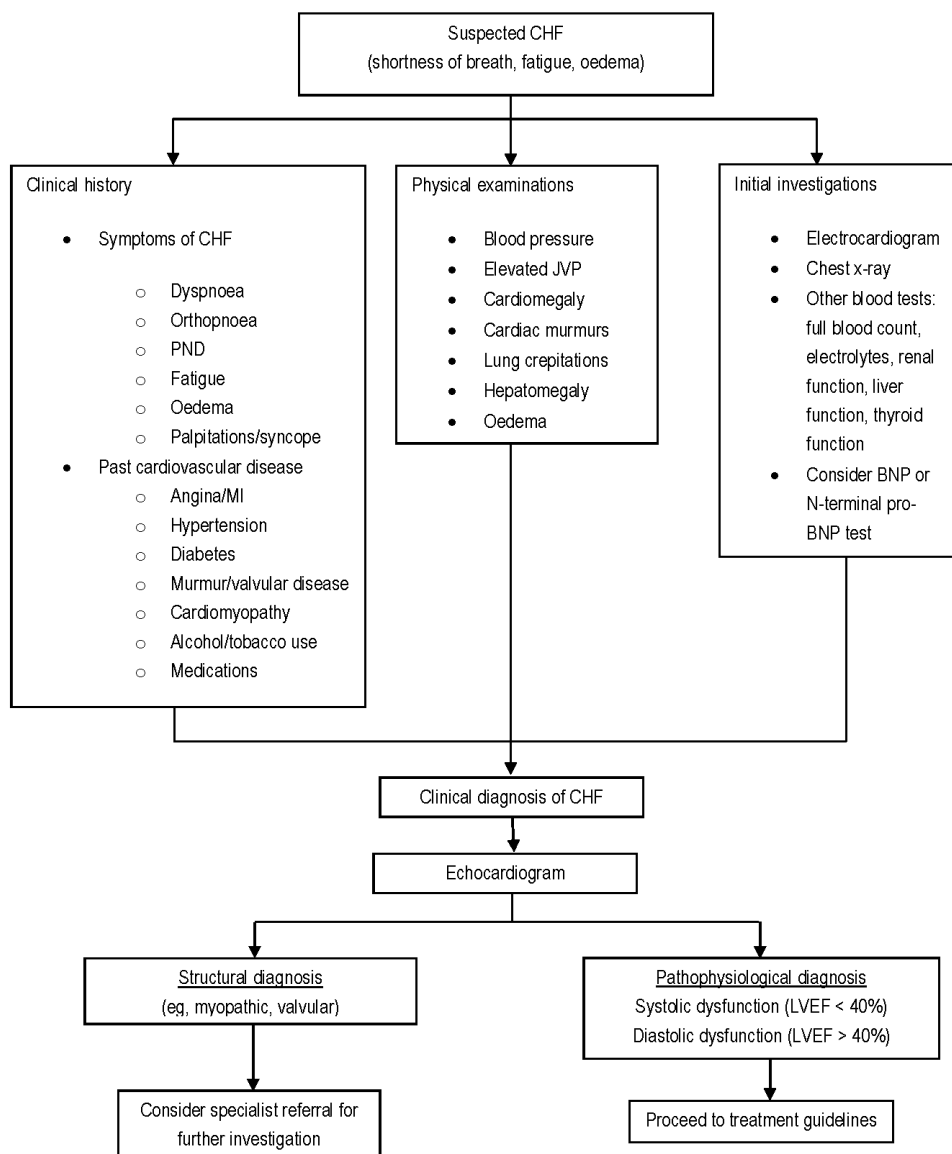 Suspected CHF
(shortness of breath, fatigue, oedema)
Clinical history
• Symptoms of CHF
o Dyspnoea
o Orthopnoea
o PND
o Fatigue
o Oedema
o Palpitations/syncope
• Past cardiovascular disease
o Angina/MI
o Hypertension
o Diabetes
o Murmur/valvular disease
o Cardiomyopathy
o Alcohol/tobacco use
o Medications
Physical examinations
• Blood pressure
• Elevated JVP
• Cardiomegaly
• Cardiac murmurs
• Lung crepitations
• Hepatomegaly
• Oedema
Initial investigations
• Electrocardiogram
• Chest x-ray
• Other blood tests:
full blood count,
electrolytes, renal
function, liver
function, thyroid
function
• Consider BNP or
N-terminal pro-
BNP test
Clinical diagnosis of CHF
Echocardiogram
Structural diagnosis
(eg, myopathic, valvular)
Pathophysiological diagnosis
Systolic dysfunction (LVEF < 40%)
Diastolic dysfunction (LVEF > 40%)
Consider specialist referral for
further investigation
Proceed to treatment guidelines